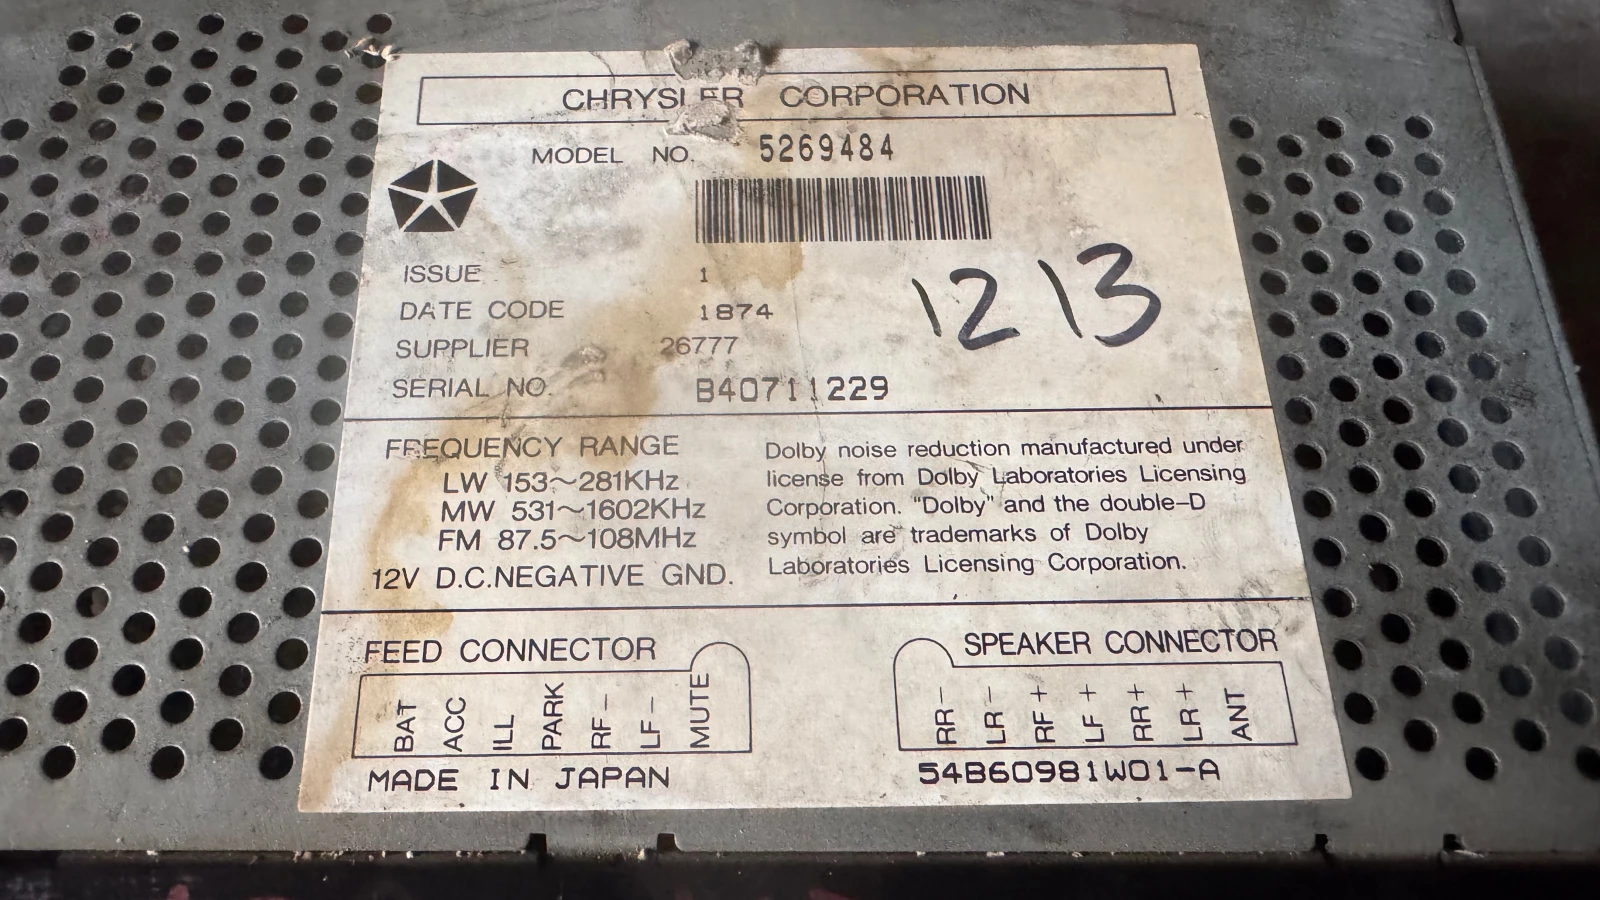 CHRYSLER CORPORATION
MODEL NO. 5269484
ISSUE 1
DATE CODE 1874
SUPPLIER 26777
SERIAL NO. B40711229
1213
FREQUENCY RANGE
LW 153~281KHz
MW 531~1602KHz
FM 87.5~108MHz
12V D.C.NEGATIVE GND.
Dolby noise reduction manufactured under
license from Dolby Laboratories Licensing
Corporation. "Dolby" and the double-D
symbol are trademarks of Dolby
Laboratories Licensing Corporation.
FEED CONNECTOR
BAT ACC ILL PARK RF- LF- MUTE
MADE IN JAPAN
SPEAKER CONNECTOR
RR- LR- RF+ LF+ RR+ LR+ ANT
54B60981W01-A